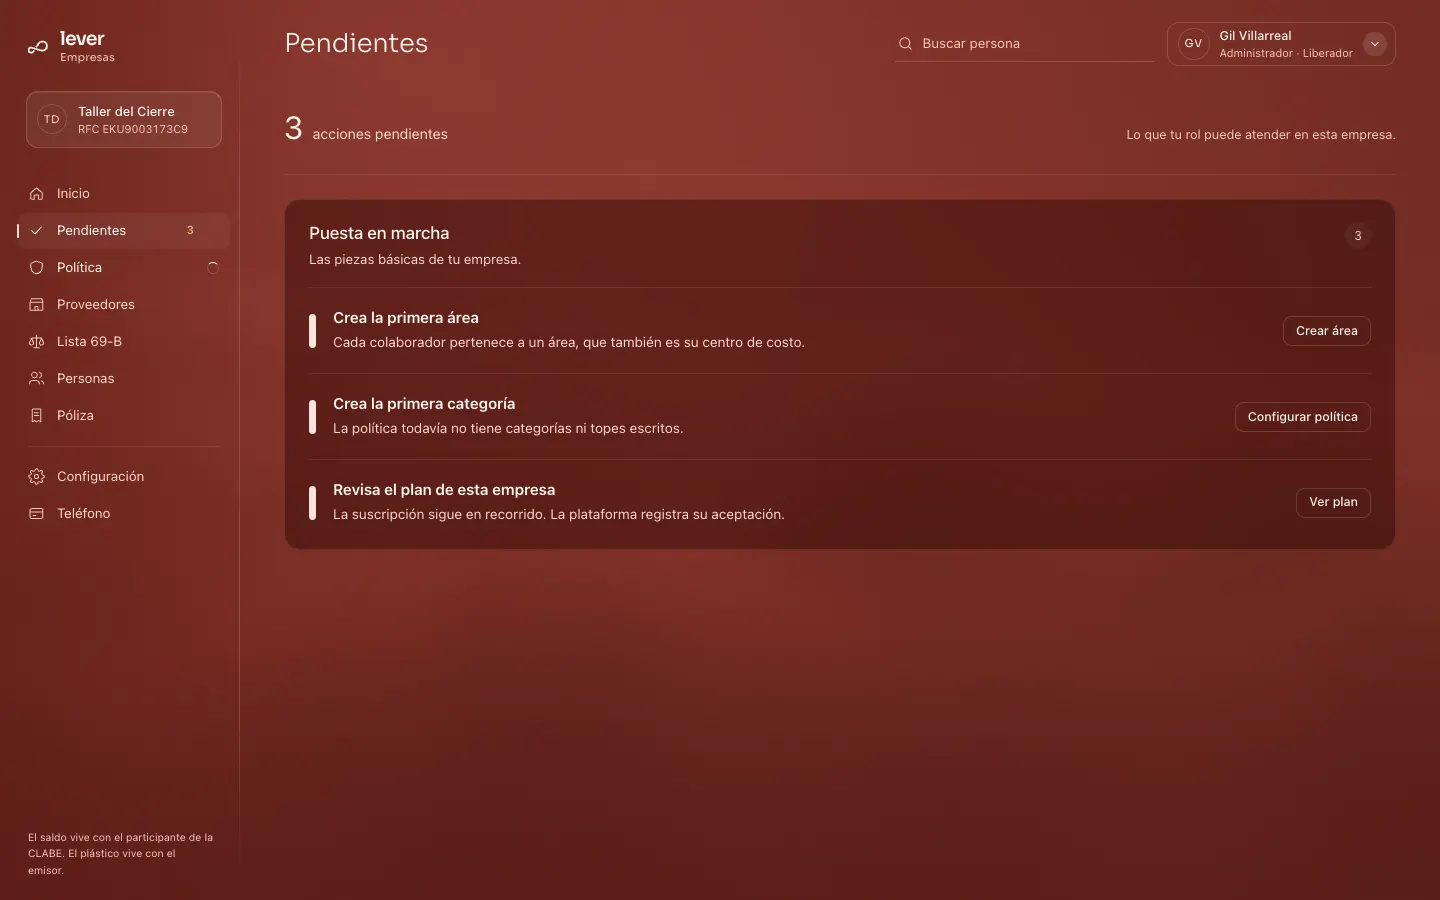 lever
Empresas
TD
Taller del Cierre
RFC EKU9003173C9
Inicio
Pendientes 3
Política
Proveedores
Lista 69-B
Personas
Póliza
Configuración
Teléfono
El saldo vive con el participante de la
CLABE. El plástico vive con el
emisor.
Pendientes
Buscar persona
GV
Gil Villarreal
Administrador · Liberador
3 acciones pendientes
Lo que tu rol puede atender en esta empresa.
Puesta en marcha
3
Las piezas básicas de tu empresa.
Crea la primera área
Cada colaborador pertenece a un área, que también es su centro de costo.
Crear área
Crea la primera categoría
La política todavía no tiene categorías ni topes escritos.
Configurar política
Revisa el plan de esta empresa
La suscripción sigue en recorrido. La plataforma registra su aceptación.
Ver plan